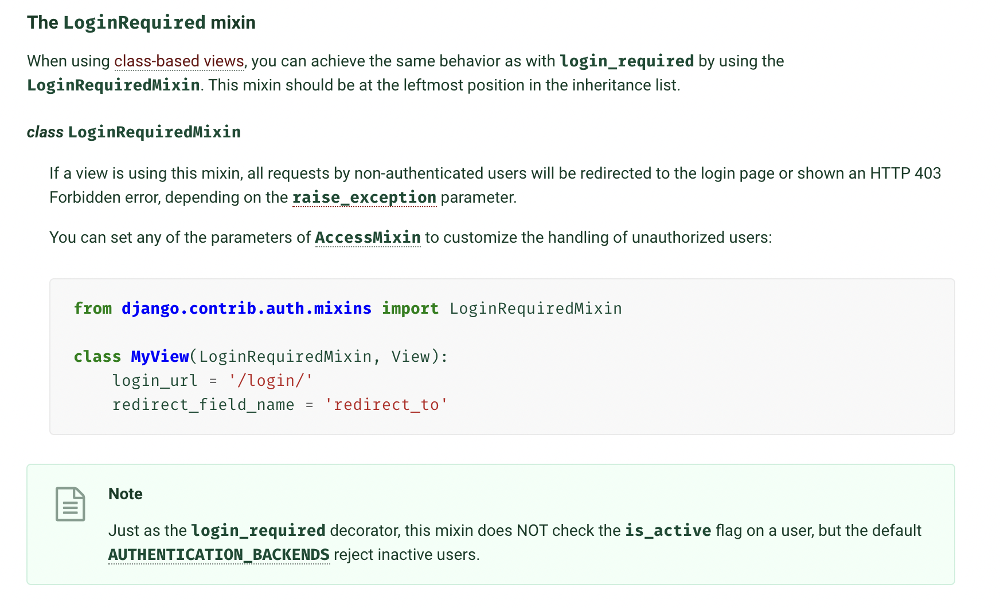 The LoginRequired mixin
When using class-based views, you can achieve the same behavior as with login_required by using the
LoginRequiredMixin. This mixin should be at the leftmost position in the inheritance list.
class LoginRequiredMixin
If a view is using this mixin, all requests by non-authenticated users will be redirected to the login page or shown an HTTP 403
Forbidden error, depending on the raise_exception parameter.
You can set any of the parameters of AccessMixin to customize the handling of unauthorized users:
from django.contrib.auth.mixins import LoginRequiredMixin
class MyView(LoginRequiredMixin, View):
    login_url = '/login/'
    redirect_field_name = 'redirect_to'
Note
Just as the login_required decorator, this mixin does NOT check the is_active flag on a user, but the default
AUTHENTICATION_BACKENDS reject inactive users.